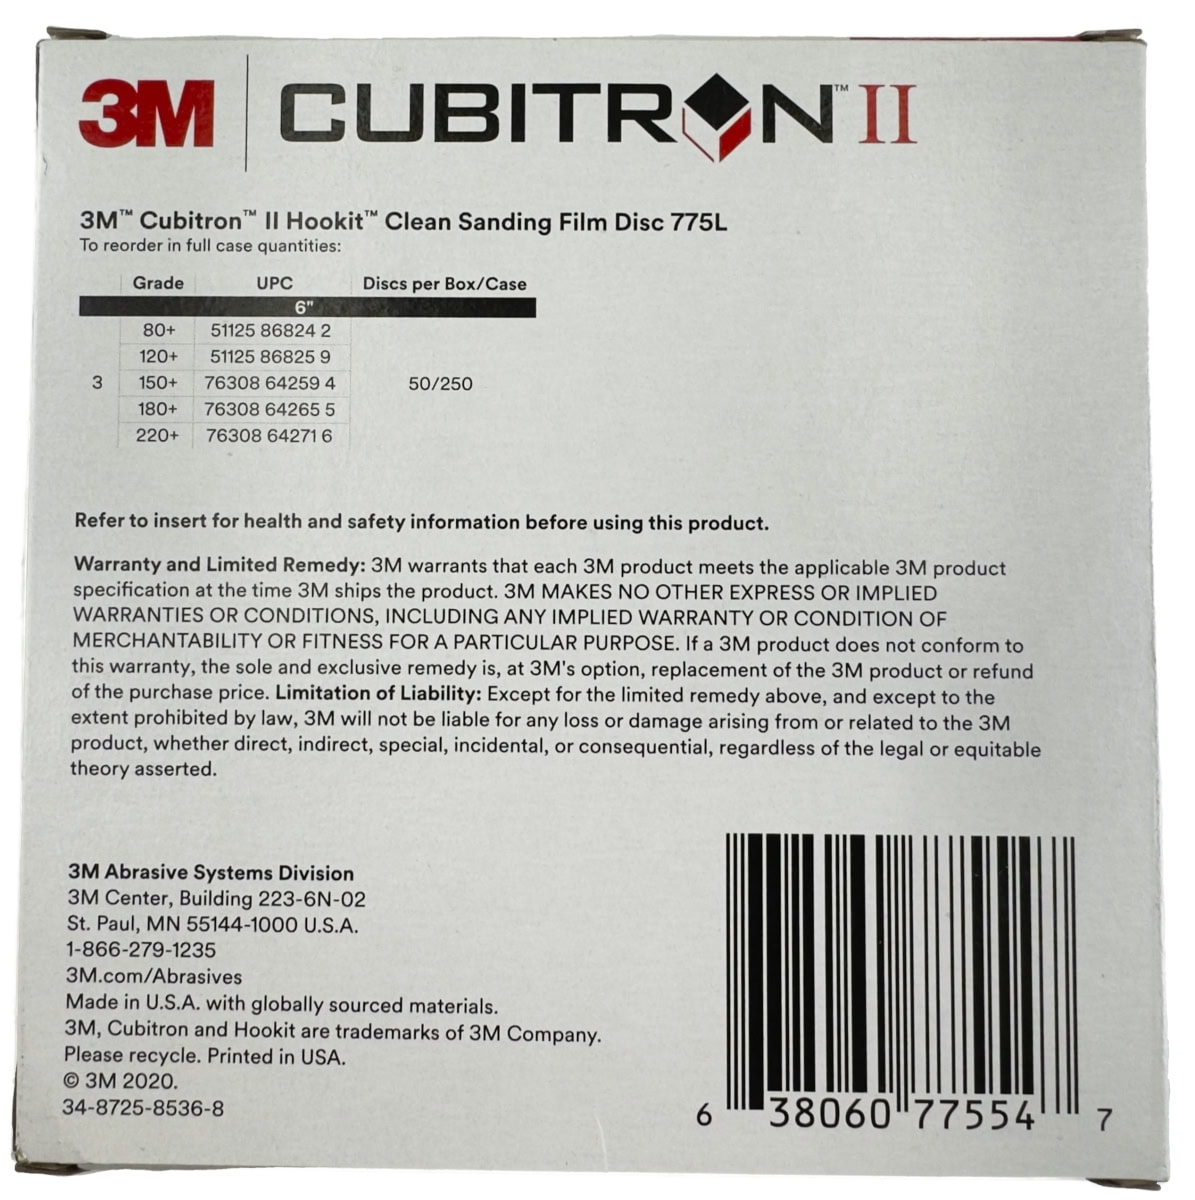 3M CUBITRON™ II
3M™ Cubitron™ II Hookit™ Clean Sanding Film Disc 775L
To reorder in full case quantities:
Grade UPC Discs per Box/Case
6"
80+ 51125 86824 2
120+ 51125 86825 9
3 150+ 76308 64259 4 50/250
180+ 76308 64265 5
220+ 76308 64271 6
Refer to insert for health and safety information before using this product.
Warranty and Limited Remedy: 3M warrants that each 3M product meets the applicable 3M product
specification at the time 3M ships the product. 3M MAKES NO OTHER EXPRESS OR IMPLIED
WARRANTIES OR CONDITIONS, INCLUDING ANY IMPLIED WARRANTY OR CONDITION OF
MERCHANTABILITY OR FITNESS FOR A PARTICULAR PURPOSE. If a 3M product does not conform to
this warranty, the sole and exclusive remedy is, at 3M's option, replacement of the 3M product or refund
of the purchase price. Limitation of Liability: Except for the limited remedy above, and except to the
extent prohibited by law, 3M will not be liable for any loss or damage arising from or related to the 3M
product, whether direct, indirect, special, incidental, or consequential, regardless of the legal or equitable
theory asserted.
3M Abrasive Systems Division
3M Center, Building 223-6N-02
St. Paul, MN 55144-1000 U.S.A.
1-866-279-1235
3M.com/Abrasives
Made in U.S.A. with globally sourced materials.
3M, Cubitron and Hookit are trademarks of 3M Company.
Please recycle. Printed in USA.
© 3M 2020.
34-8725-8536-8
6 38060 77554 7